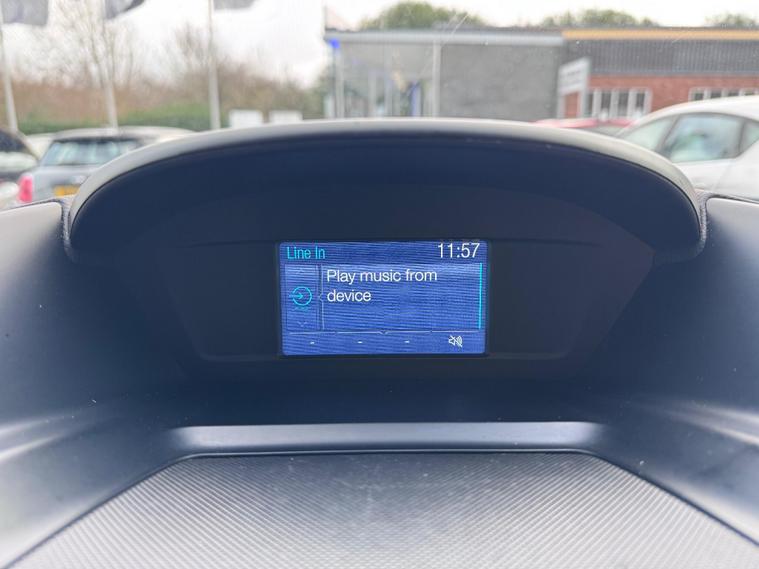 Line In 11:57
Play music from
device
- - -